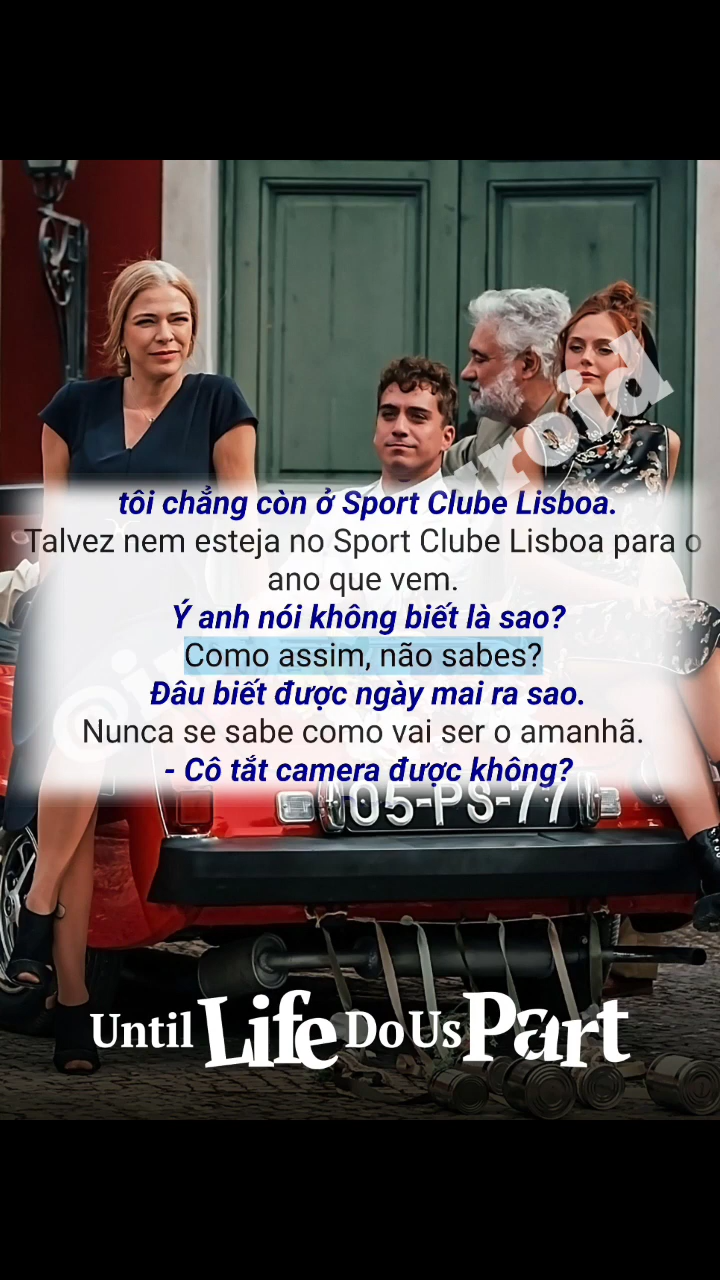 tôi chẳng còn ở Sport Clube Lisboa.
Talvez nem esteja no Sport Clube Lisboa para o
ano que vem.
Ý anh nói không biết là sao?
Como assim, não sabes?
Đâu biết được ngày mai ra sao.
Nunca se sabe como vai ser o amanhã.
- Cô tắt camera được không?
05-PS-77
Until Life Do Us Part